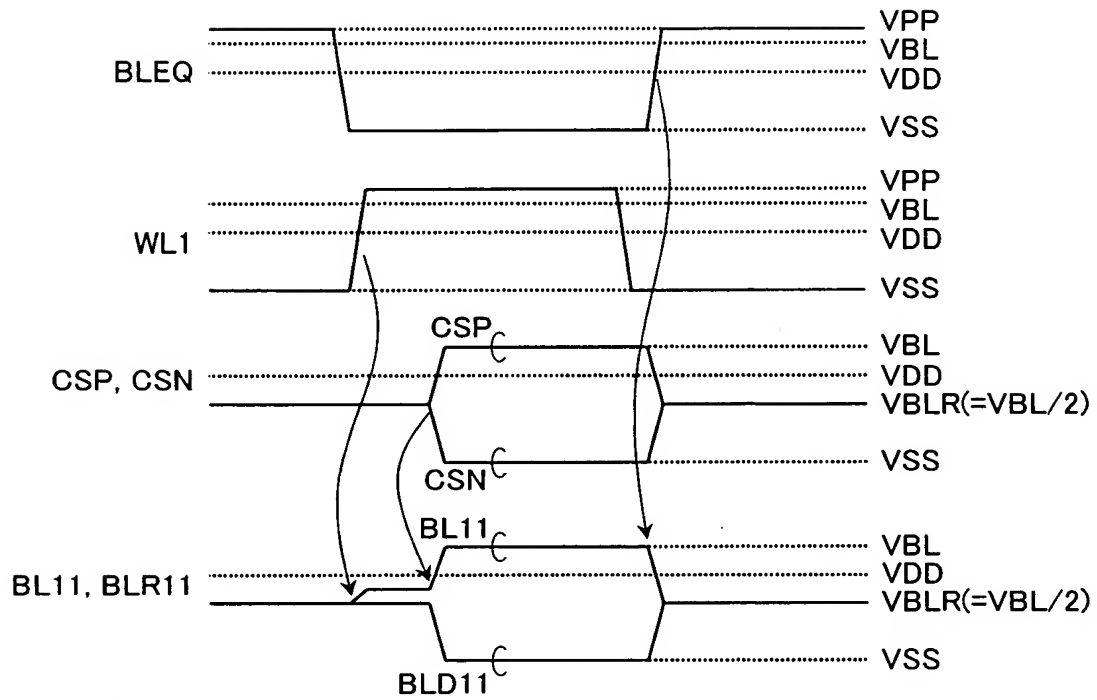 VPP
VBL
BLEQ
VDD
VSS
VPP
VBL
WL1
VDD
VSS
CSP
VBL
CSP, CSN
VDD
VBLR(=VBL/2)
CSN
VSS
BL11
VBL
BL11, BLR11
VDD
VBLR(=VBL/2)
BLD11
VSS